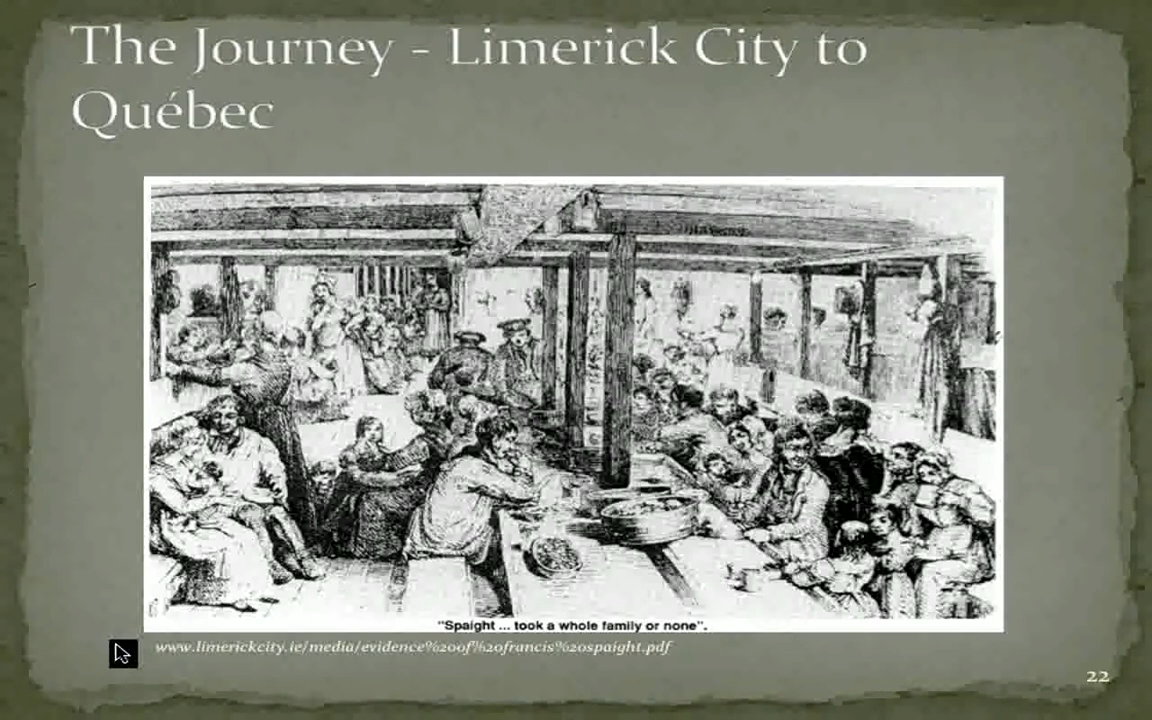 The Journey - Limerick City to
Québec
"Spaight ... took a whole family or none".
www.limerickcity.ie/media/evidence%20of%20francis%20spaight.pdf
22